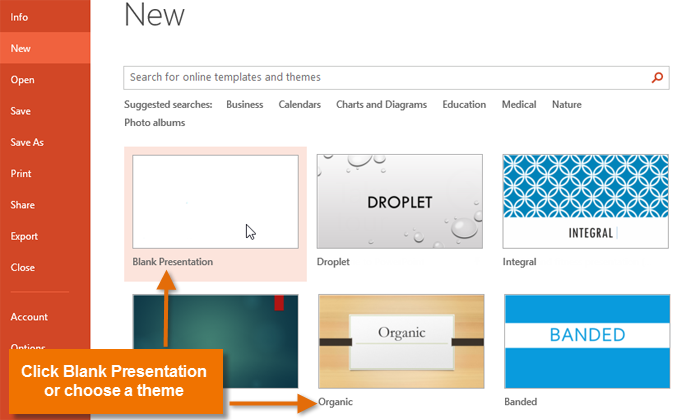 Info
New
Open
Save
Save As
Print
Share
Export
Close
Account
Options
New
Search for online templates and themes
Suggested searches: Business Calendars Charts and Diagrams Education Medical Nature
Photo albums
DROPLET
INTEGRAL
Blank Presentation Droplet Integral
Organic
BANDED
Organic Banded
Click Blank Presentation
or choose a theme